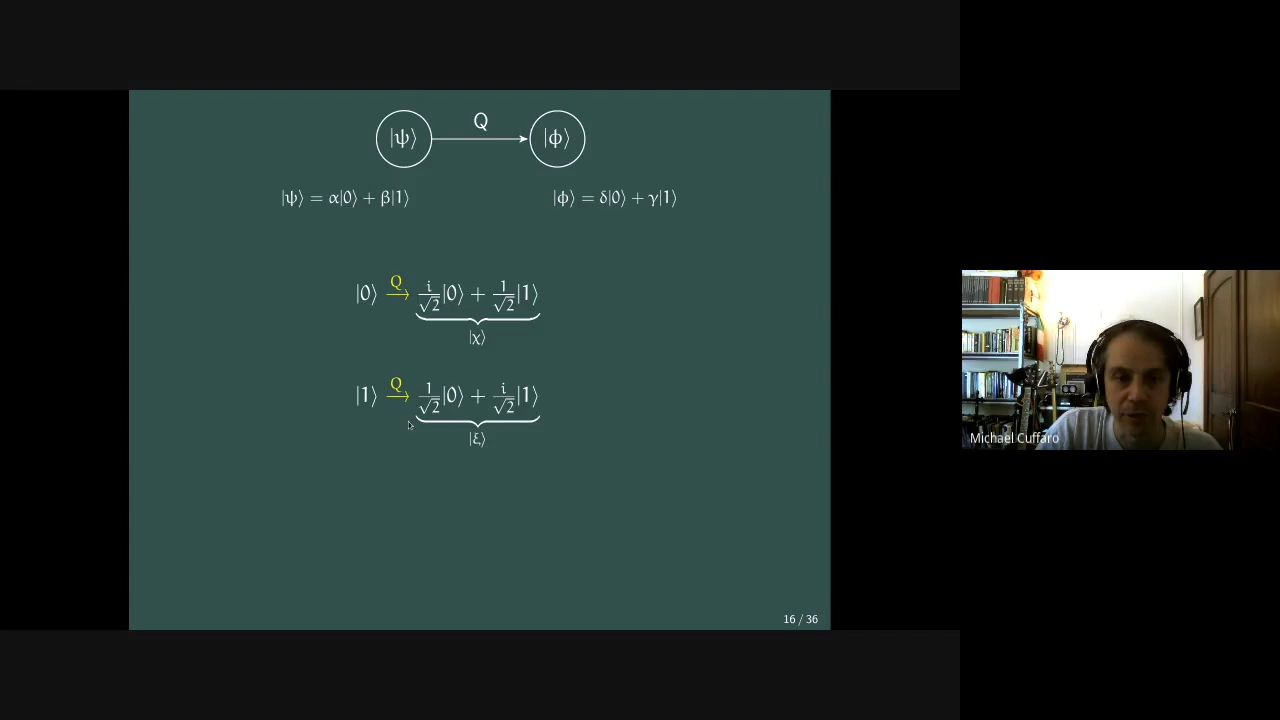 Q
|ψ⟩ |ϕ⟩
|ψ⟩ = α|0⟩ + β|1⟩ |ϕ⟩ = δ|0⟩ + γ|1⟩
|0⟩ Q→ i/√2|0⟩ + 1/√2|1⟩
|χ⟩
|1⟩ Q→ 1/√2|0⟩ + i/√2|1⟩
|ξ⟩
16 / 36
Michael Cuffaro